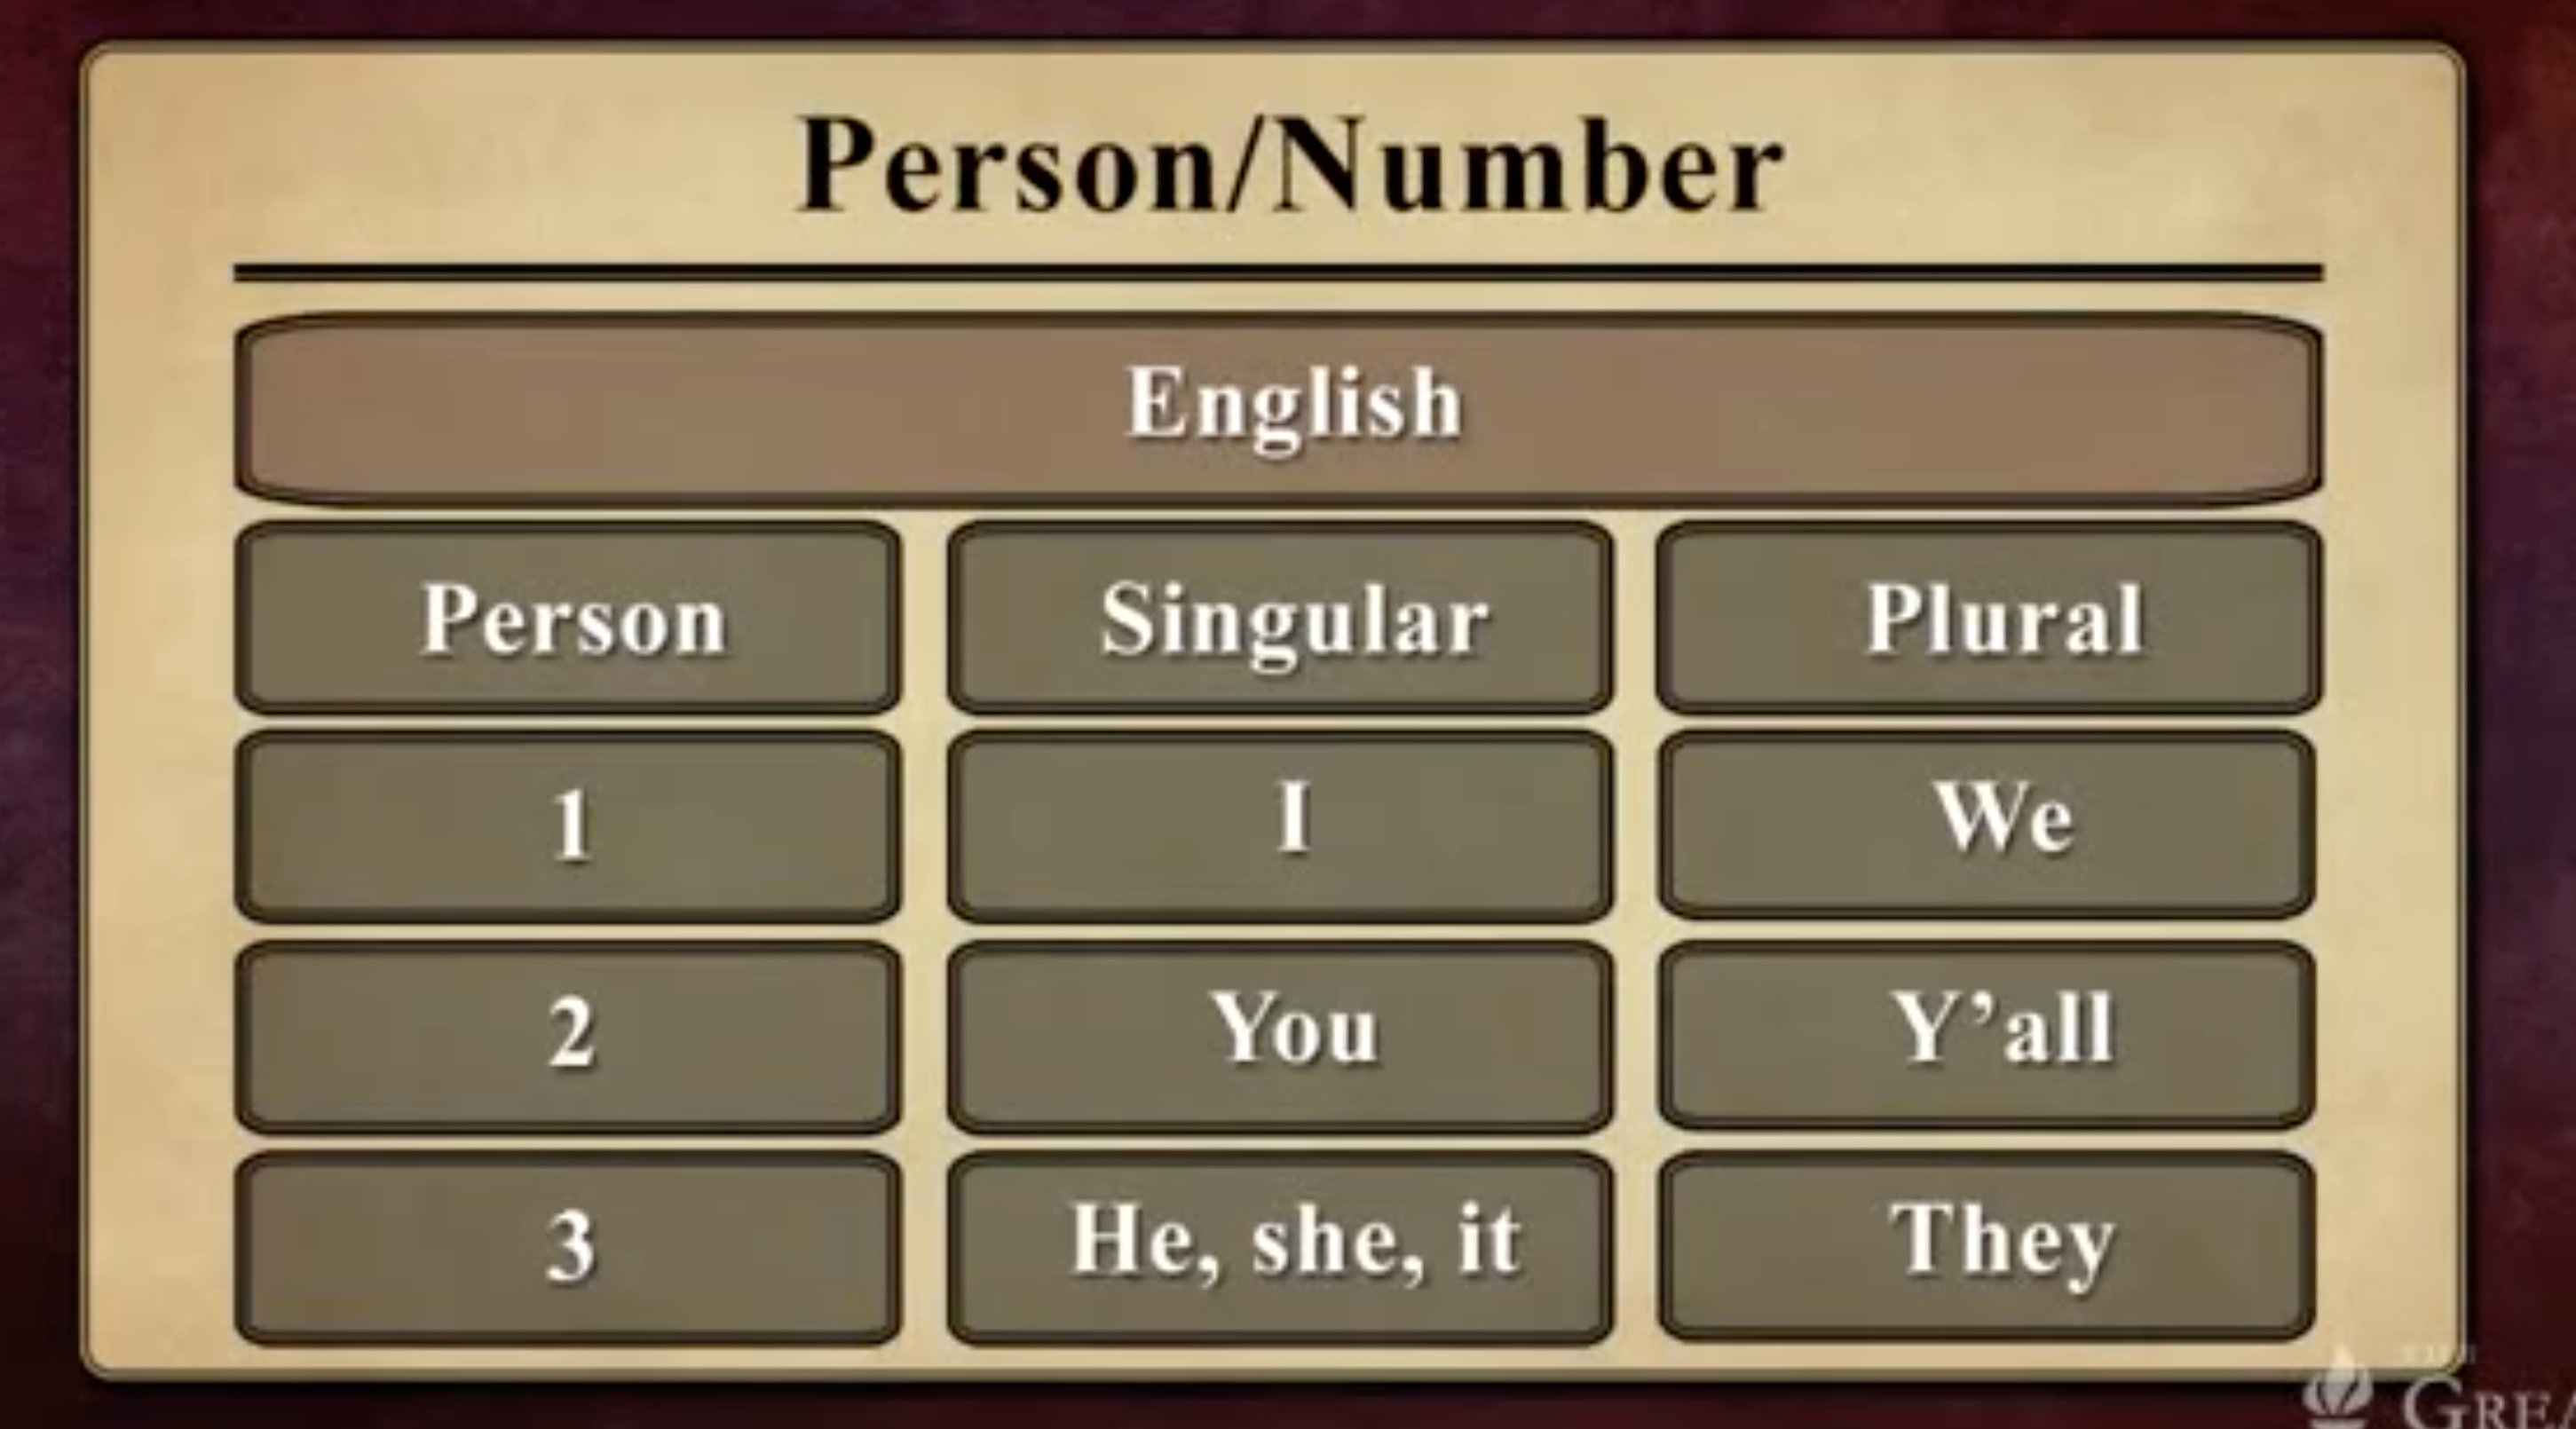 Person/Number
English
Person Singular Plural
1 I We
2 You Y’all
3 He, she, it They